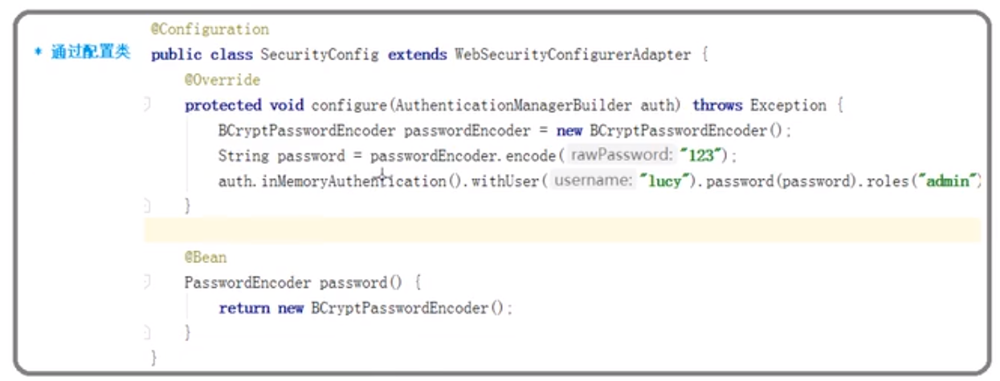 @Configuration
* 通过配置类 public class SecurityConfig extends WebSecurityConfigurerAdapter {
@Override
protected void configure(AuthenticationManagerBuilder auth) throws Exception {
BCryptPasswordEncoder passwordEncoder = new BCryptPasswordEncoder();
String password = passwordEncoder.encode( rawPassword: "123");
auth.inMemoryAuthentication().withUser( username: "lucy").password(password).roles("admin")
}
@Bean
PasswordEncoder password() {
return new BCryptPasswordEncoder();
}
}